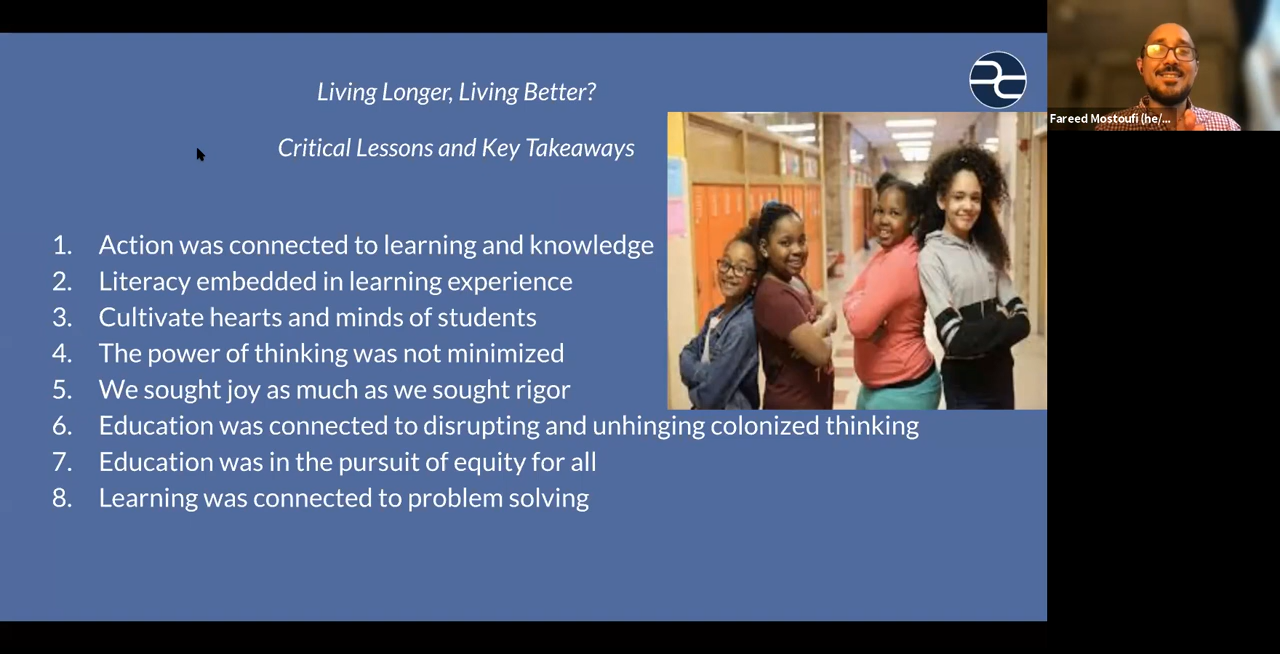 Living Longer, Living Better?
Critical Lessons and Key Takeaways
1. Action was connected to learning and knowledge
2. Literacy embedded in learning experience
3. Cultivate hearts and minds of students
4. The power of thinking was not minimized
5. We sought joy as much as we sought rigor
6. Education was connected to disrupting and unhinging colonized thinking
7. Education was in the pursuit of equity for all
8. Learning was connected to problem solving
Fareed Mostoufi (he/...